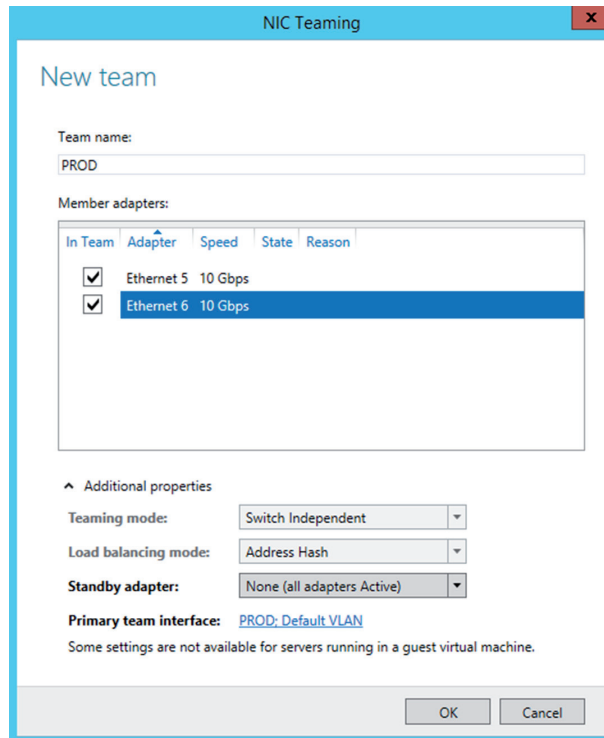 NIC Teaming
x
New team
Team name:
PROD
Member adapters:
In Team Adapter Speed State Reason
Ethernet 5 10 Gbps
Ethernet 6 10 Gbps
Additional properties
Teaming mode: Switch Independent
Load balancing mode: Address Hash
Standby adapter: None (all adapters Active)
Primary team interface: PROD; Default VLAN
Some settings are not available for servers running in a guest virtual machine.
OK Cancel